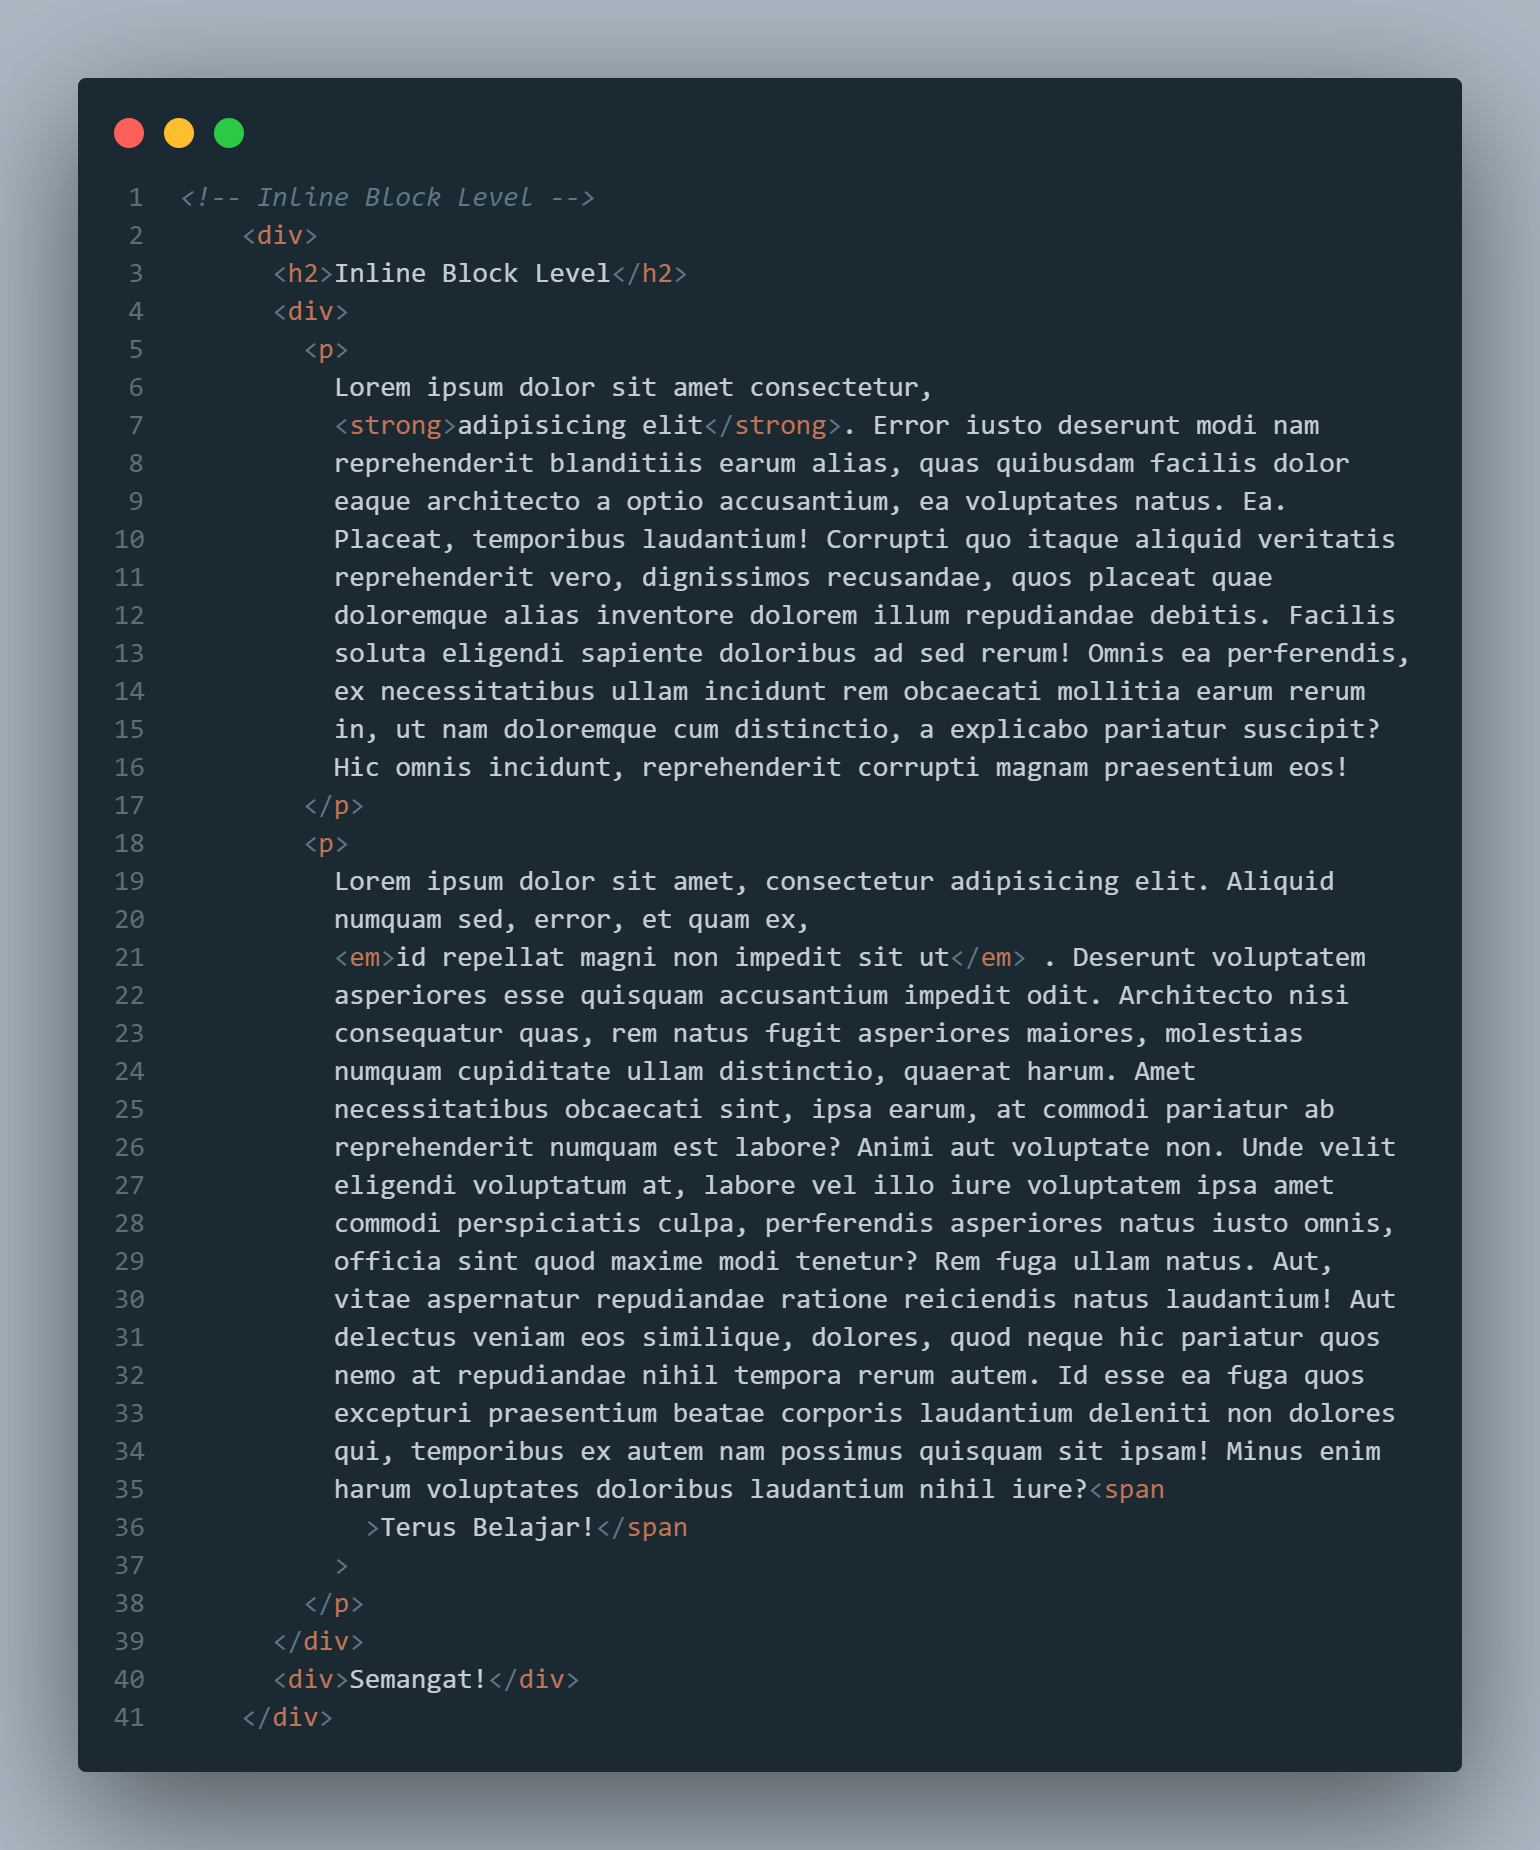 1 <!-- Inline Block Level -->
2 <div>
3 <h2>Inline Block Level</h2>
4 <div>
5 <p>
6 Lorem ipsum dolor sit amet consectetur,
7 <strong>adipisicing elit</strong>. Error iusto deserunt modi nam
8 reprehenderit blanditiis earum alias, quas quibusdam facilis dolor
9 eaque architecto a optio accusantium, ea voluptates natus. Ea.
10 Placeat, temporibus laudantium! Corrupti quo itaque aliquid veritatis
11 reprehenderit vero, dignissimos recusandae, quos placeat quae
12 doloremque alias inventore dolorem illum repudiandae debitis. Facilis
13 soluta eligendi sapiente doloribus ad sed rerum! Omnis ea perferendis,
14 ex necessitatibus ullam incidunt rem obcaecati mollitia earum rerum
15 in, ut nam doloremque cum distinctio, a explicabo pariatur suscipit?
16 Hic omnis incidunt, reprehenderit corrupti magnam praesentium eos!
17 </p>
18 <p>
19 Lorem ipsum dolor sit amet, consectetur adipisicing elit. Aliquid
20 numquam sed, error, et quam ex,
21 <em>id repellat magni non impedit sit ut</em> . Deserunt voluptatem
22 asperiores esse quisquam accusantium impedit odit. Architecto nisi
23 consequatur quas, rem natus fugit asperiores maiores, molestias
24 numquam cupiditate ullam distinctio, quaerat harum. Amet
25 necessitatibus obcaecati sint, ipsa earum, at commodi pariatur ab
26 reprehenderit numquam est labore? Animi aut voluptate non. Unde velit
27 eligendi voluptatum at, labore vel illo iure voluptatem ipsa amet
28 commodi perspiciatis culpa, perferendis asperiores natus iusto omnis,
29 officia sint quod maxime modi tenetur? Rem fuga ullam natus. Aut,
30 vitae aspernatur repudiandae ratione reiciendis natus laudantium! Aut
31 delectus veniam eos similique, dolores, quod neque hic pariatur quos
32 nemo at repudiandae nihil tempora rerum autem. Id esse ea fuga quos
33 excepturi praesentium beatae corporis laudantium deleniti non dolores
34 qui, temporibus ex autem nam possimus quisquam sit ipsam! Minus enim
35 harum voluptates doloribus laudantium nihil iure?<span
36 >Terus Belajar!</span
37 >
38 </p>
39 </div>
40 <div>Semangat!</div>
41 </div>